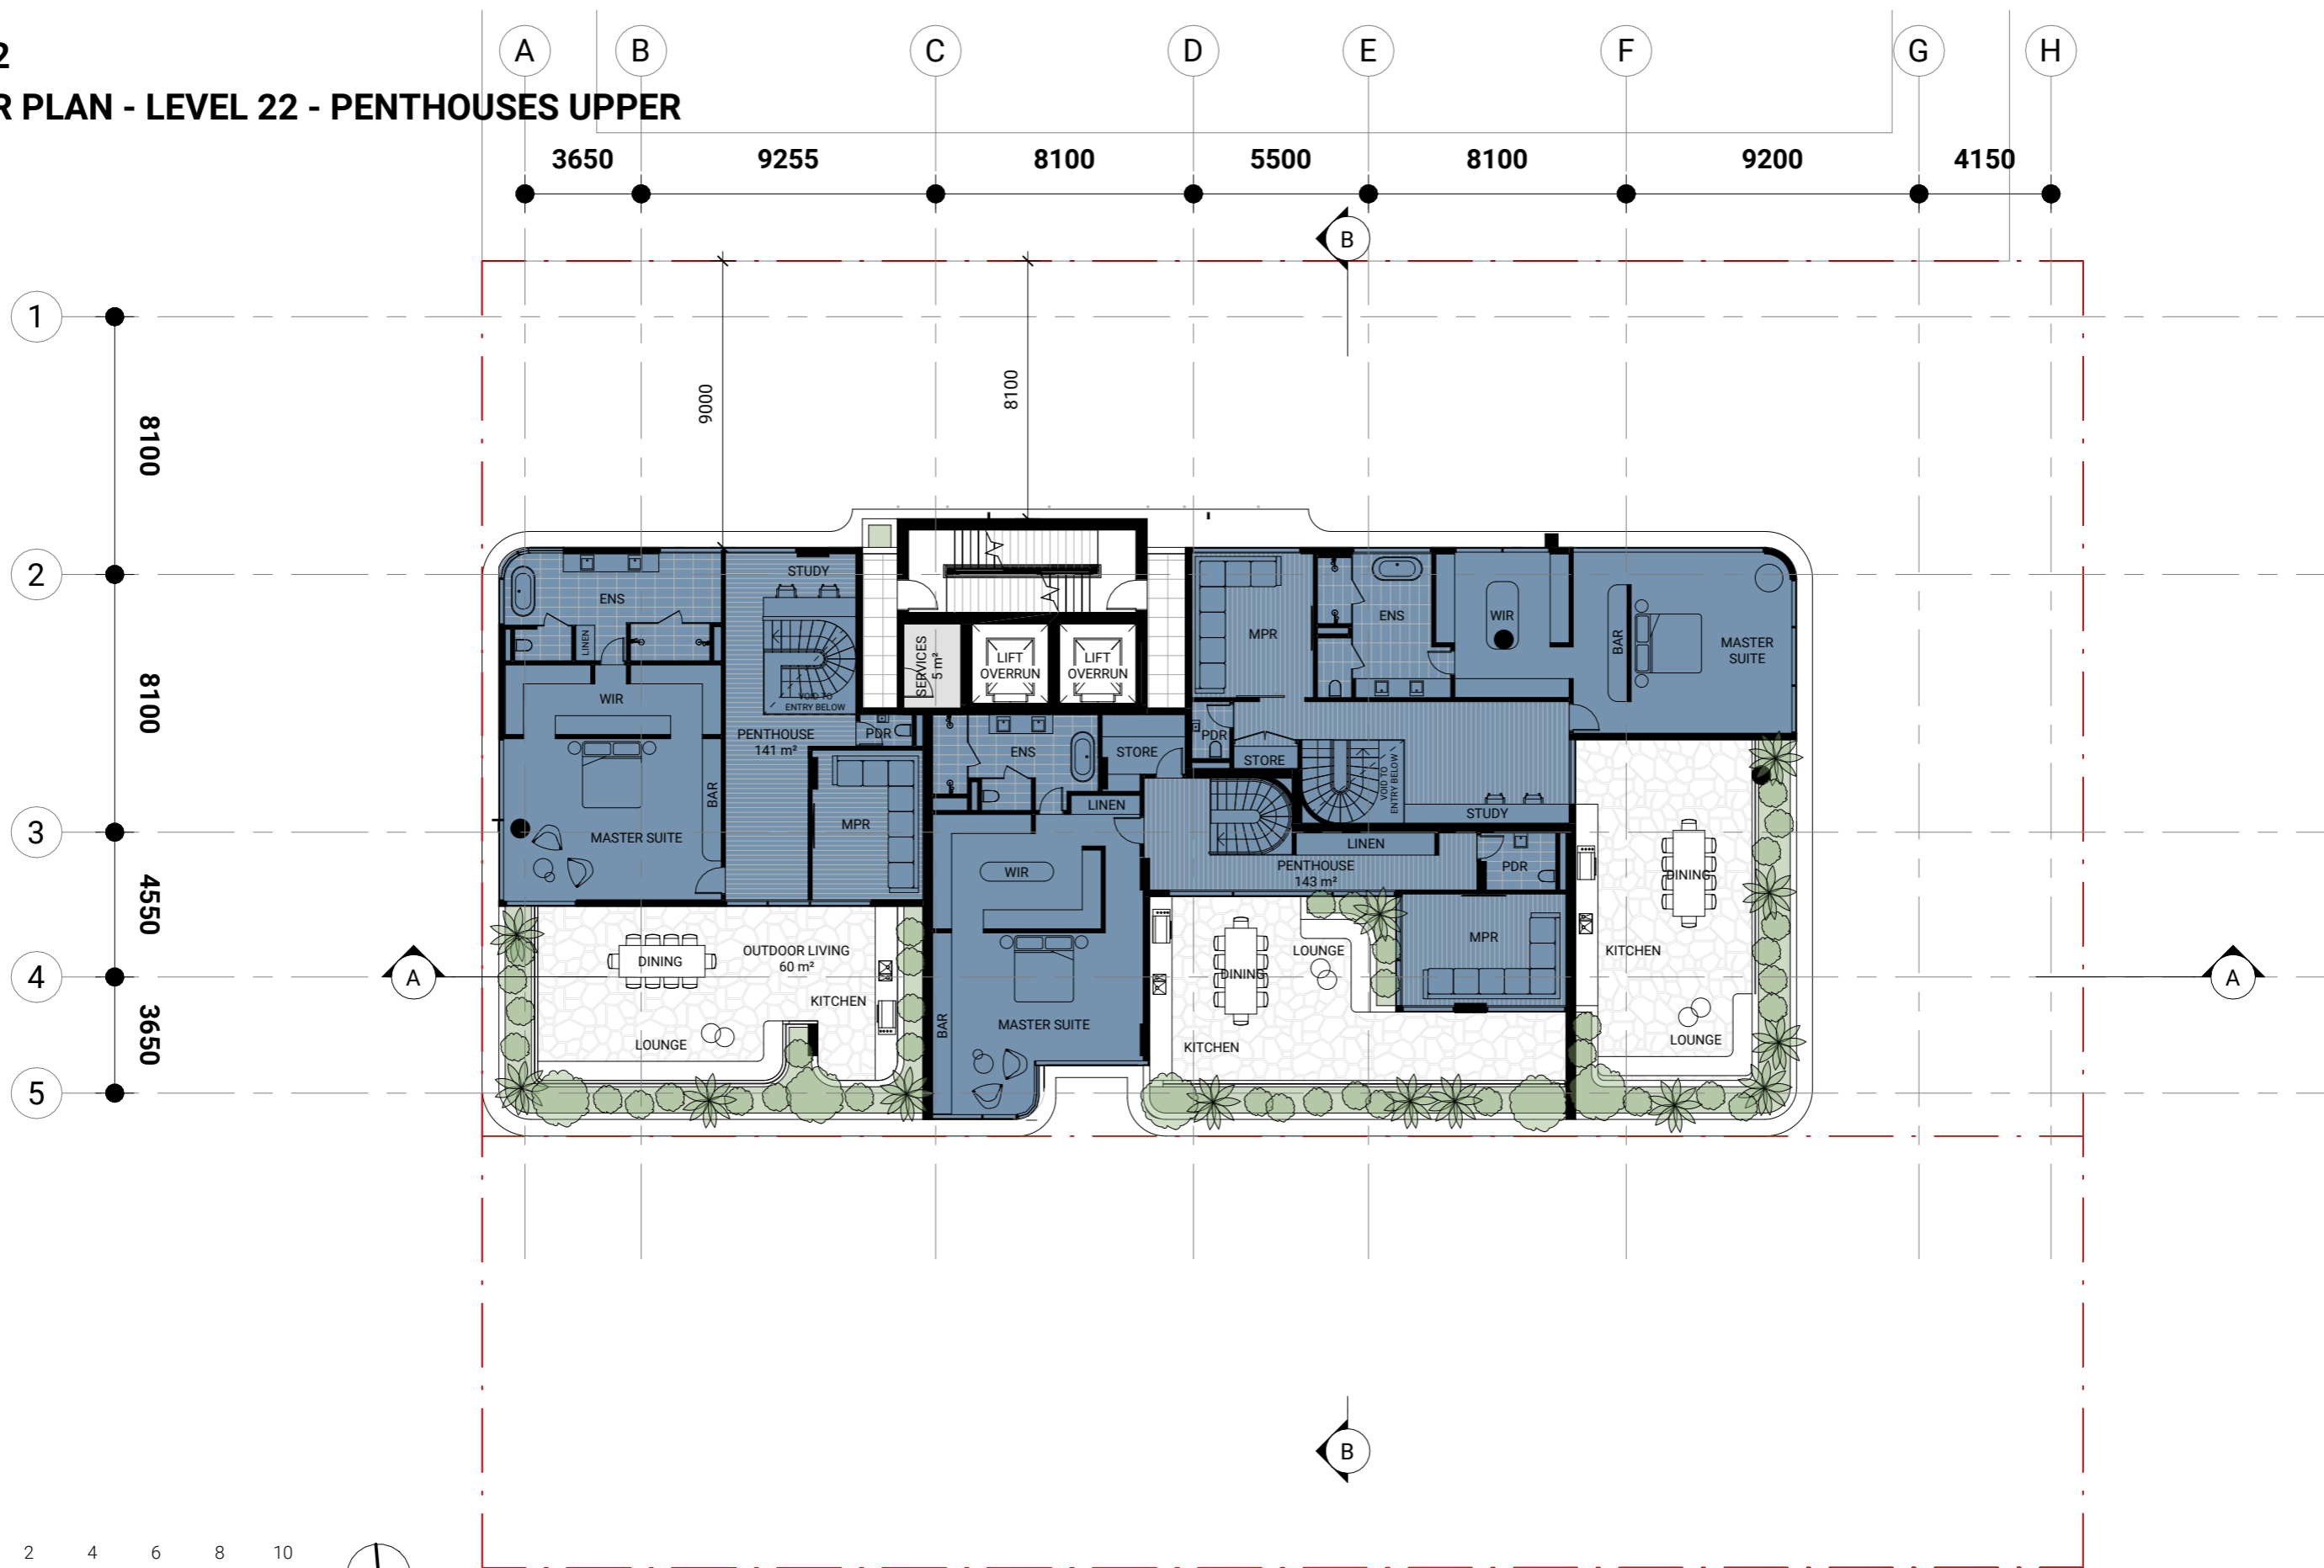 2
A
B
C
D
E
F
G
H
R PLAN - LEVEL 22 - PENTHOUSES UPPER
3650
9255
8100
5500
8100
9200
4150
B
1
9000
8100
8100
2
STUDY
ENS
LINEN
SERVICES
5 m²
LIFT
OVERRUN
LIFT
OVERRUN
MPR
ENS
WIR
BAR
MASTER
SUITE
WIR
VOID TO
ENTRY BELOW
8100
PENTHOUSE
141 m²
PDR
ENS
STORE
PDR
STORE
VOID TO
ENTRY BELOW
BAR
LINEN
STUDY
3
MASTER SUITE
MPR
LINEN
WIR
PENTHOUSE
143 m²
PDR
DINING
4550
DINING
OUTDOOR LIVING
60 m²
LOUNGE
MPR
KITCHEN
4
A
DINING
A
KITCHEN
3650
LOUNGE
BAR
MASTER SUITE
KITCHEN
LOUNGE
5
B
2
4
6
8
10